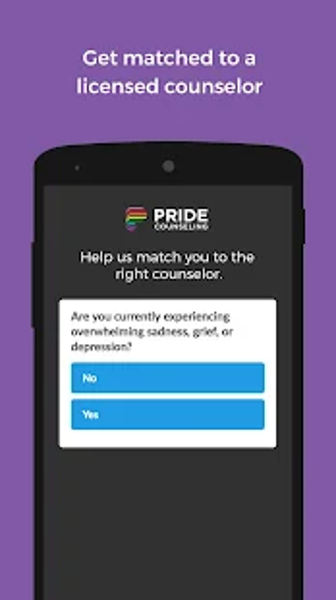 Get matched to a
licensed counselor
PRIDE
COUNSELING
Help us match you to the
right counselor.
Are you currently experiencing
overwhelming sadness, grief, or
depression?
No
Yes